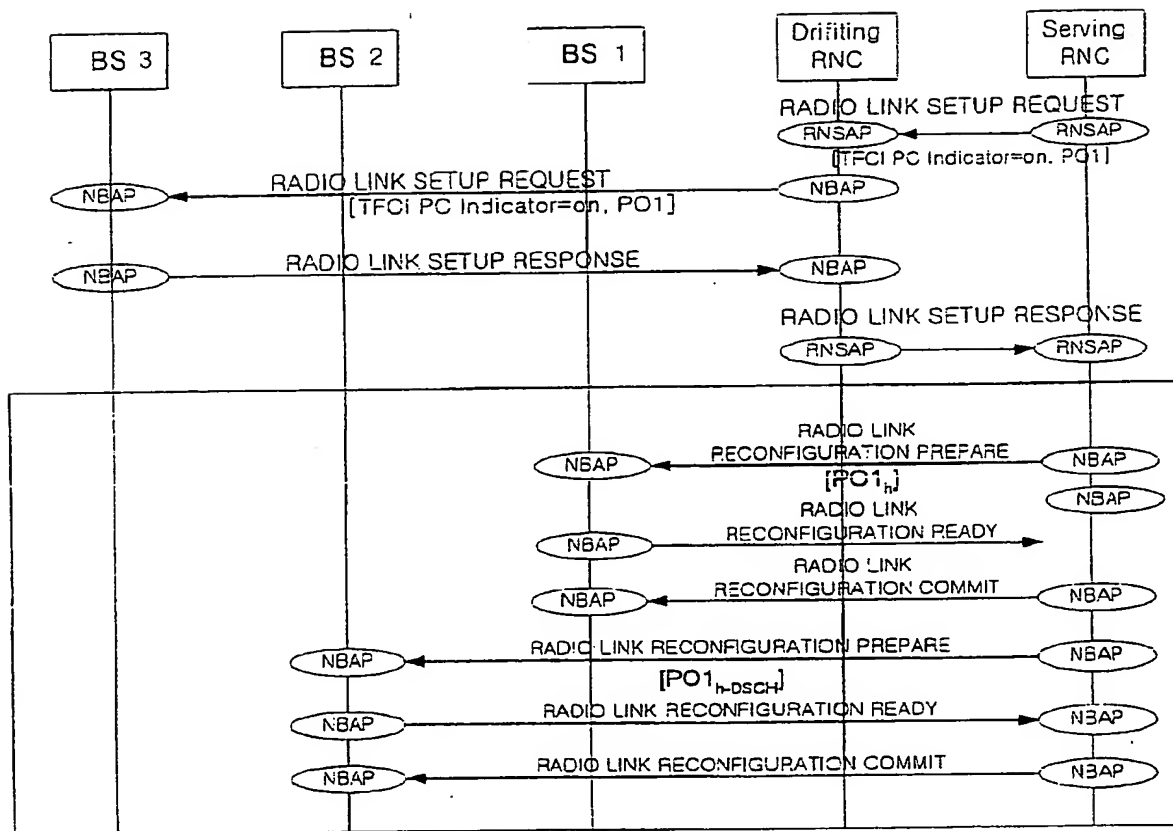 BS 3
BS 2
BS 1
Drifiting
RNC
Serving
RNC
RADIO LINK SETUP REQUEST
RNSAP
RNSAP
[TFCI PC Indicator=on, PO1]
NBAP
RADIO LINK SETUP REQUEST
NBAP
[TFCI PC Indicator=on, PO1]
NBAP
RADIO LINK SETUP RESPONSE
NBAP
RADIO LINK SETUP RESPONSE
RNSAP
RNSAP
RADIO LINK
NBAP
RECONFIGURATION PREPARE
NBAP
[PO1h]
NBAP
RADIO LINK
NBAP
RECONFIGURATION READY
RADIO LINK
NBAP
RECONFIGURATION COMMIT
NBAP
NBAP
RADIO LINK RECONFIGURATION PREPARE
NBAP
[PO1h-DSCH]
NBAP
RADIO LINK RECONFIGURATION READY
NBAP
NBAP
RADIO LINK RECONFIGURATION COMMIT
NBAP